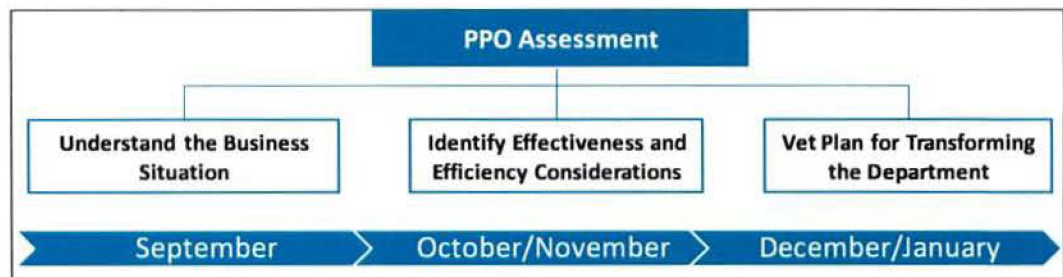 PPO Assessment
Understand the Business
Situation
Identify Effectiveness and
Efficiency Considerations
Vet Plan for Transforming
the Department
September
October/November
December/January